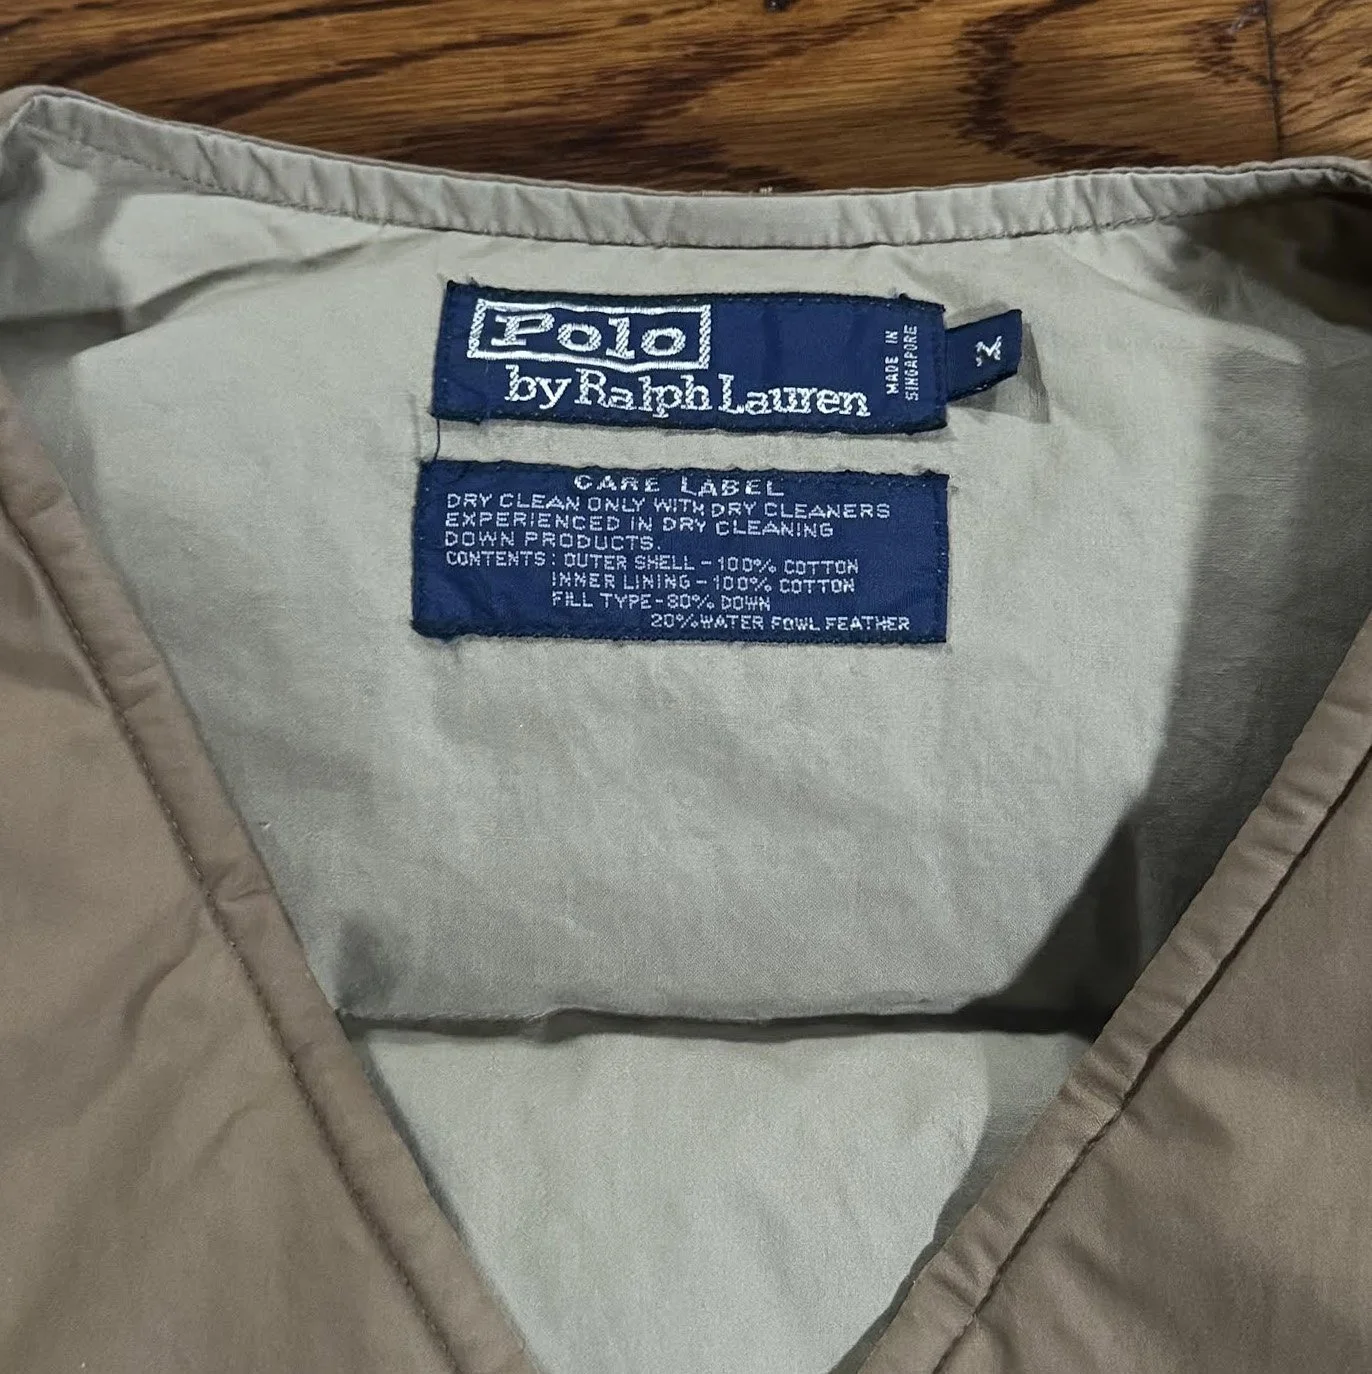 Polo
by Ralph Lauren
MADE IN
SINGAPORE
M
CARE LABEL
DRY CLEAN ONLY WITH DRY CLEANERS
EXPERIENCED IN DRY CLEANING
DOWN PRODUCTS.
CONTENTS: OUTER SHELL-100% COTTON
INNER LINING-100% COTTON
FILL TYPE-80% DOWN
20% WATER FOWL FEATHER